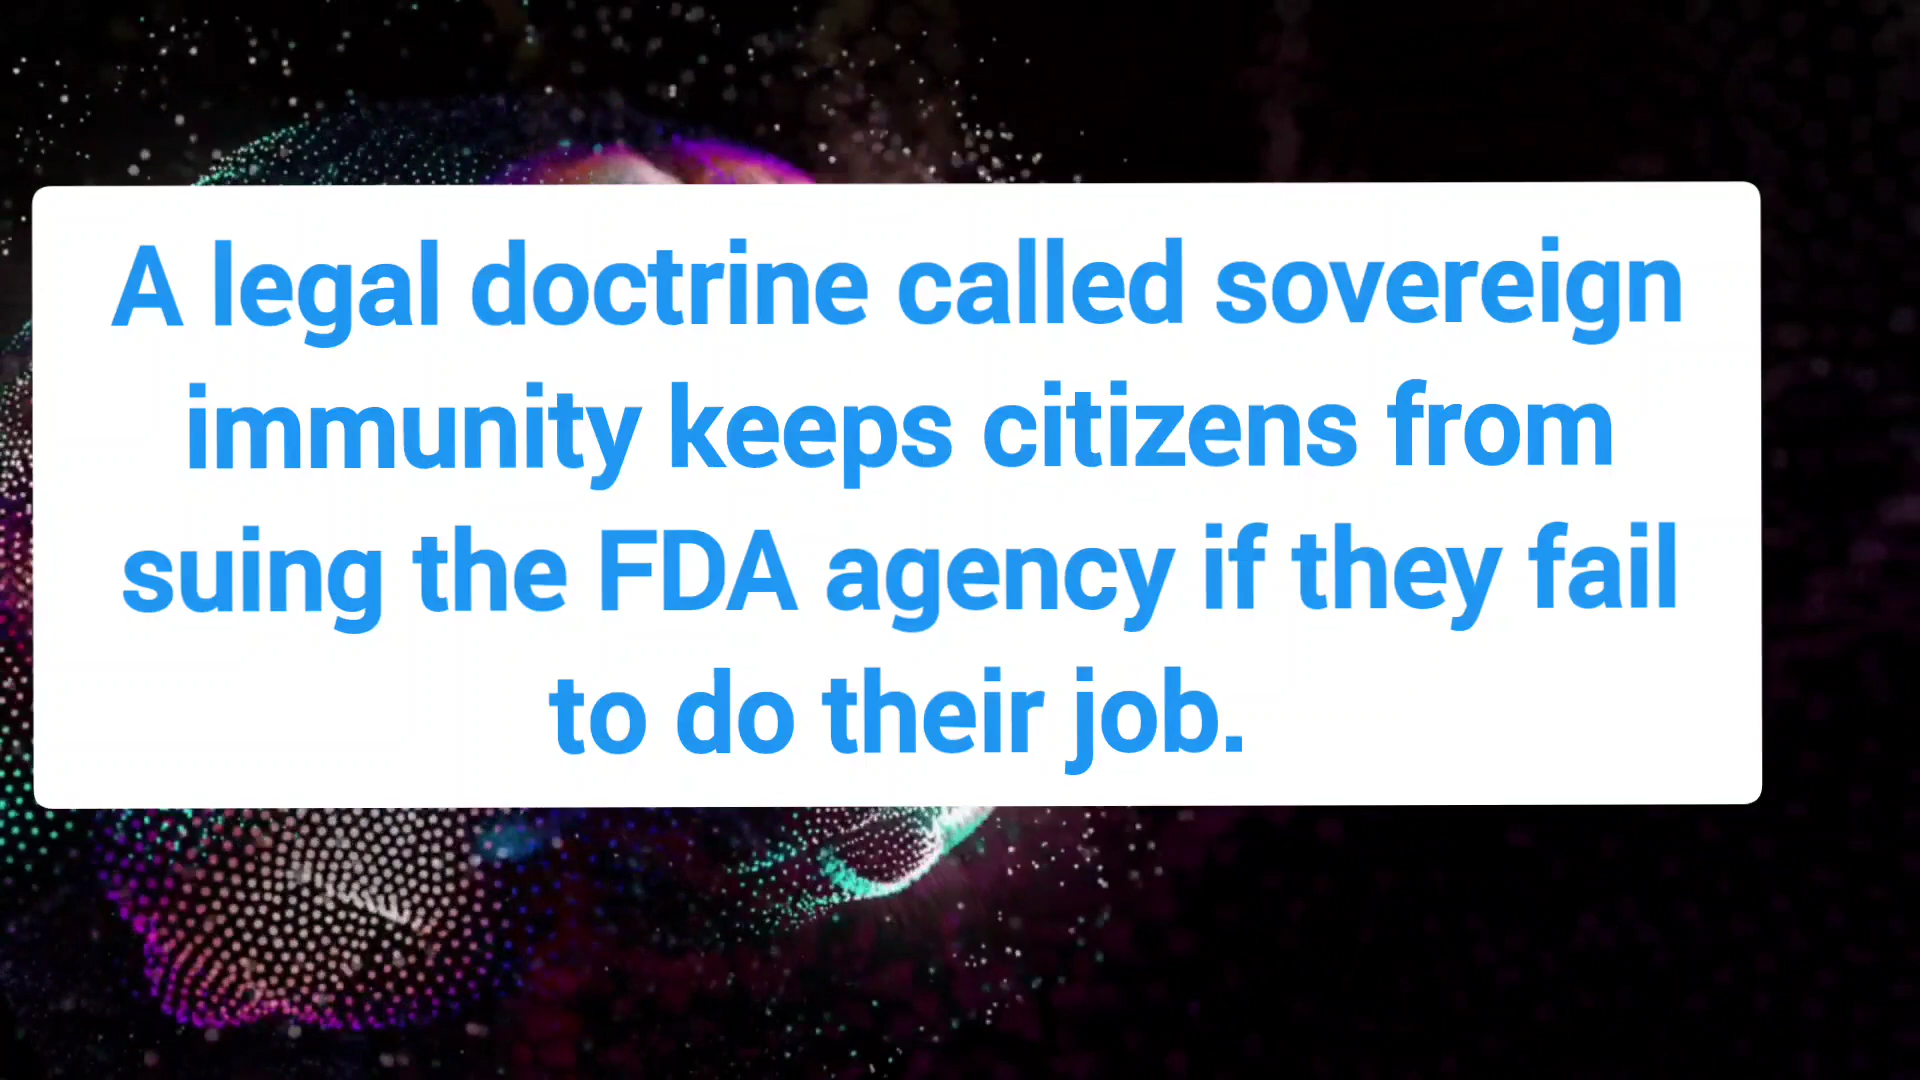 A legal doctrine called sovereign
immunity keeps citizens from
suing the FDA agency if they fail
to do their job.